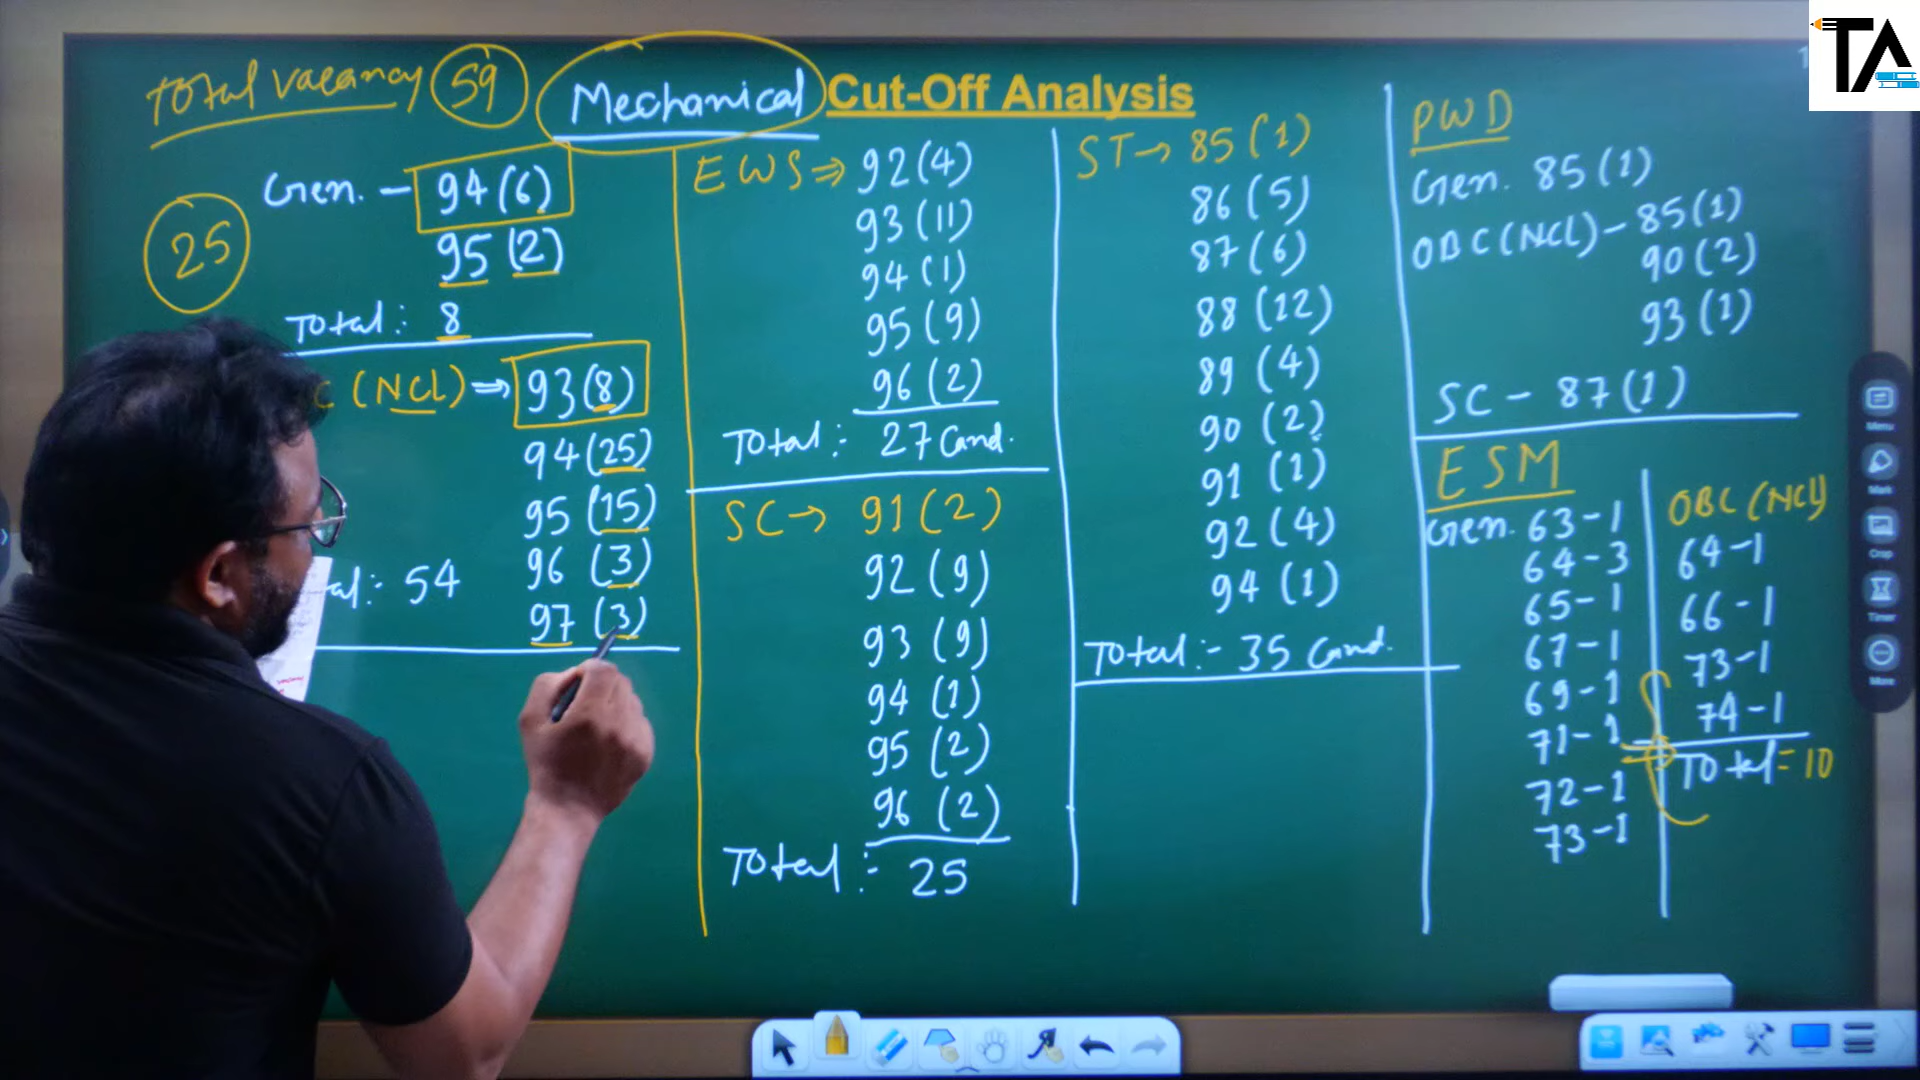 TA
Total vacancy 59
Mechanical Cut-Off Analysis
25
Gen. - 94(6)
95(2)
Total: 8
C (NCL) ⇒ 93(8)
94(25)
95(15)
96(3)
97(3)
al: 54
EWS ⇒ 92(4)
93(11)
94(1)
95(9)
96(2)
Total:- 27 Cand.
SC → 91(2)
92(9)
93(9)
94(1)
95(2)
96(2)
Total:- 25
ST → 85(1)
86(5)
87(6)
88(12)
89(4)
90(2)
91(1)
92(4)
94(1)
Total:- 35 Cand.
PWD
Gen. 85(1)
OBC(NCL) - 85(1)
90(2)
93(1)
SC - 87(1)
ESM
Gen. 63-1
64-3
65-1
67-1
69-1
71-1
72-1
73-1
OBC(NCL)
64-1
66-1
73-1
74-1
Total = 10
Menu
Mark
Crop
Timer
More